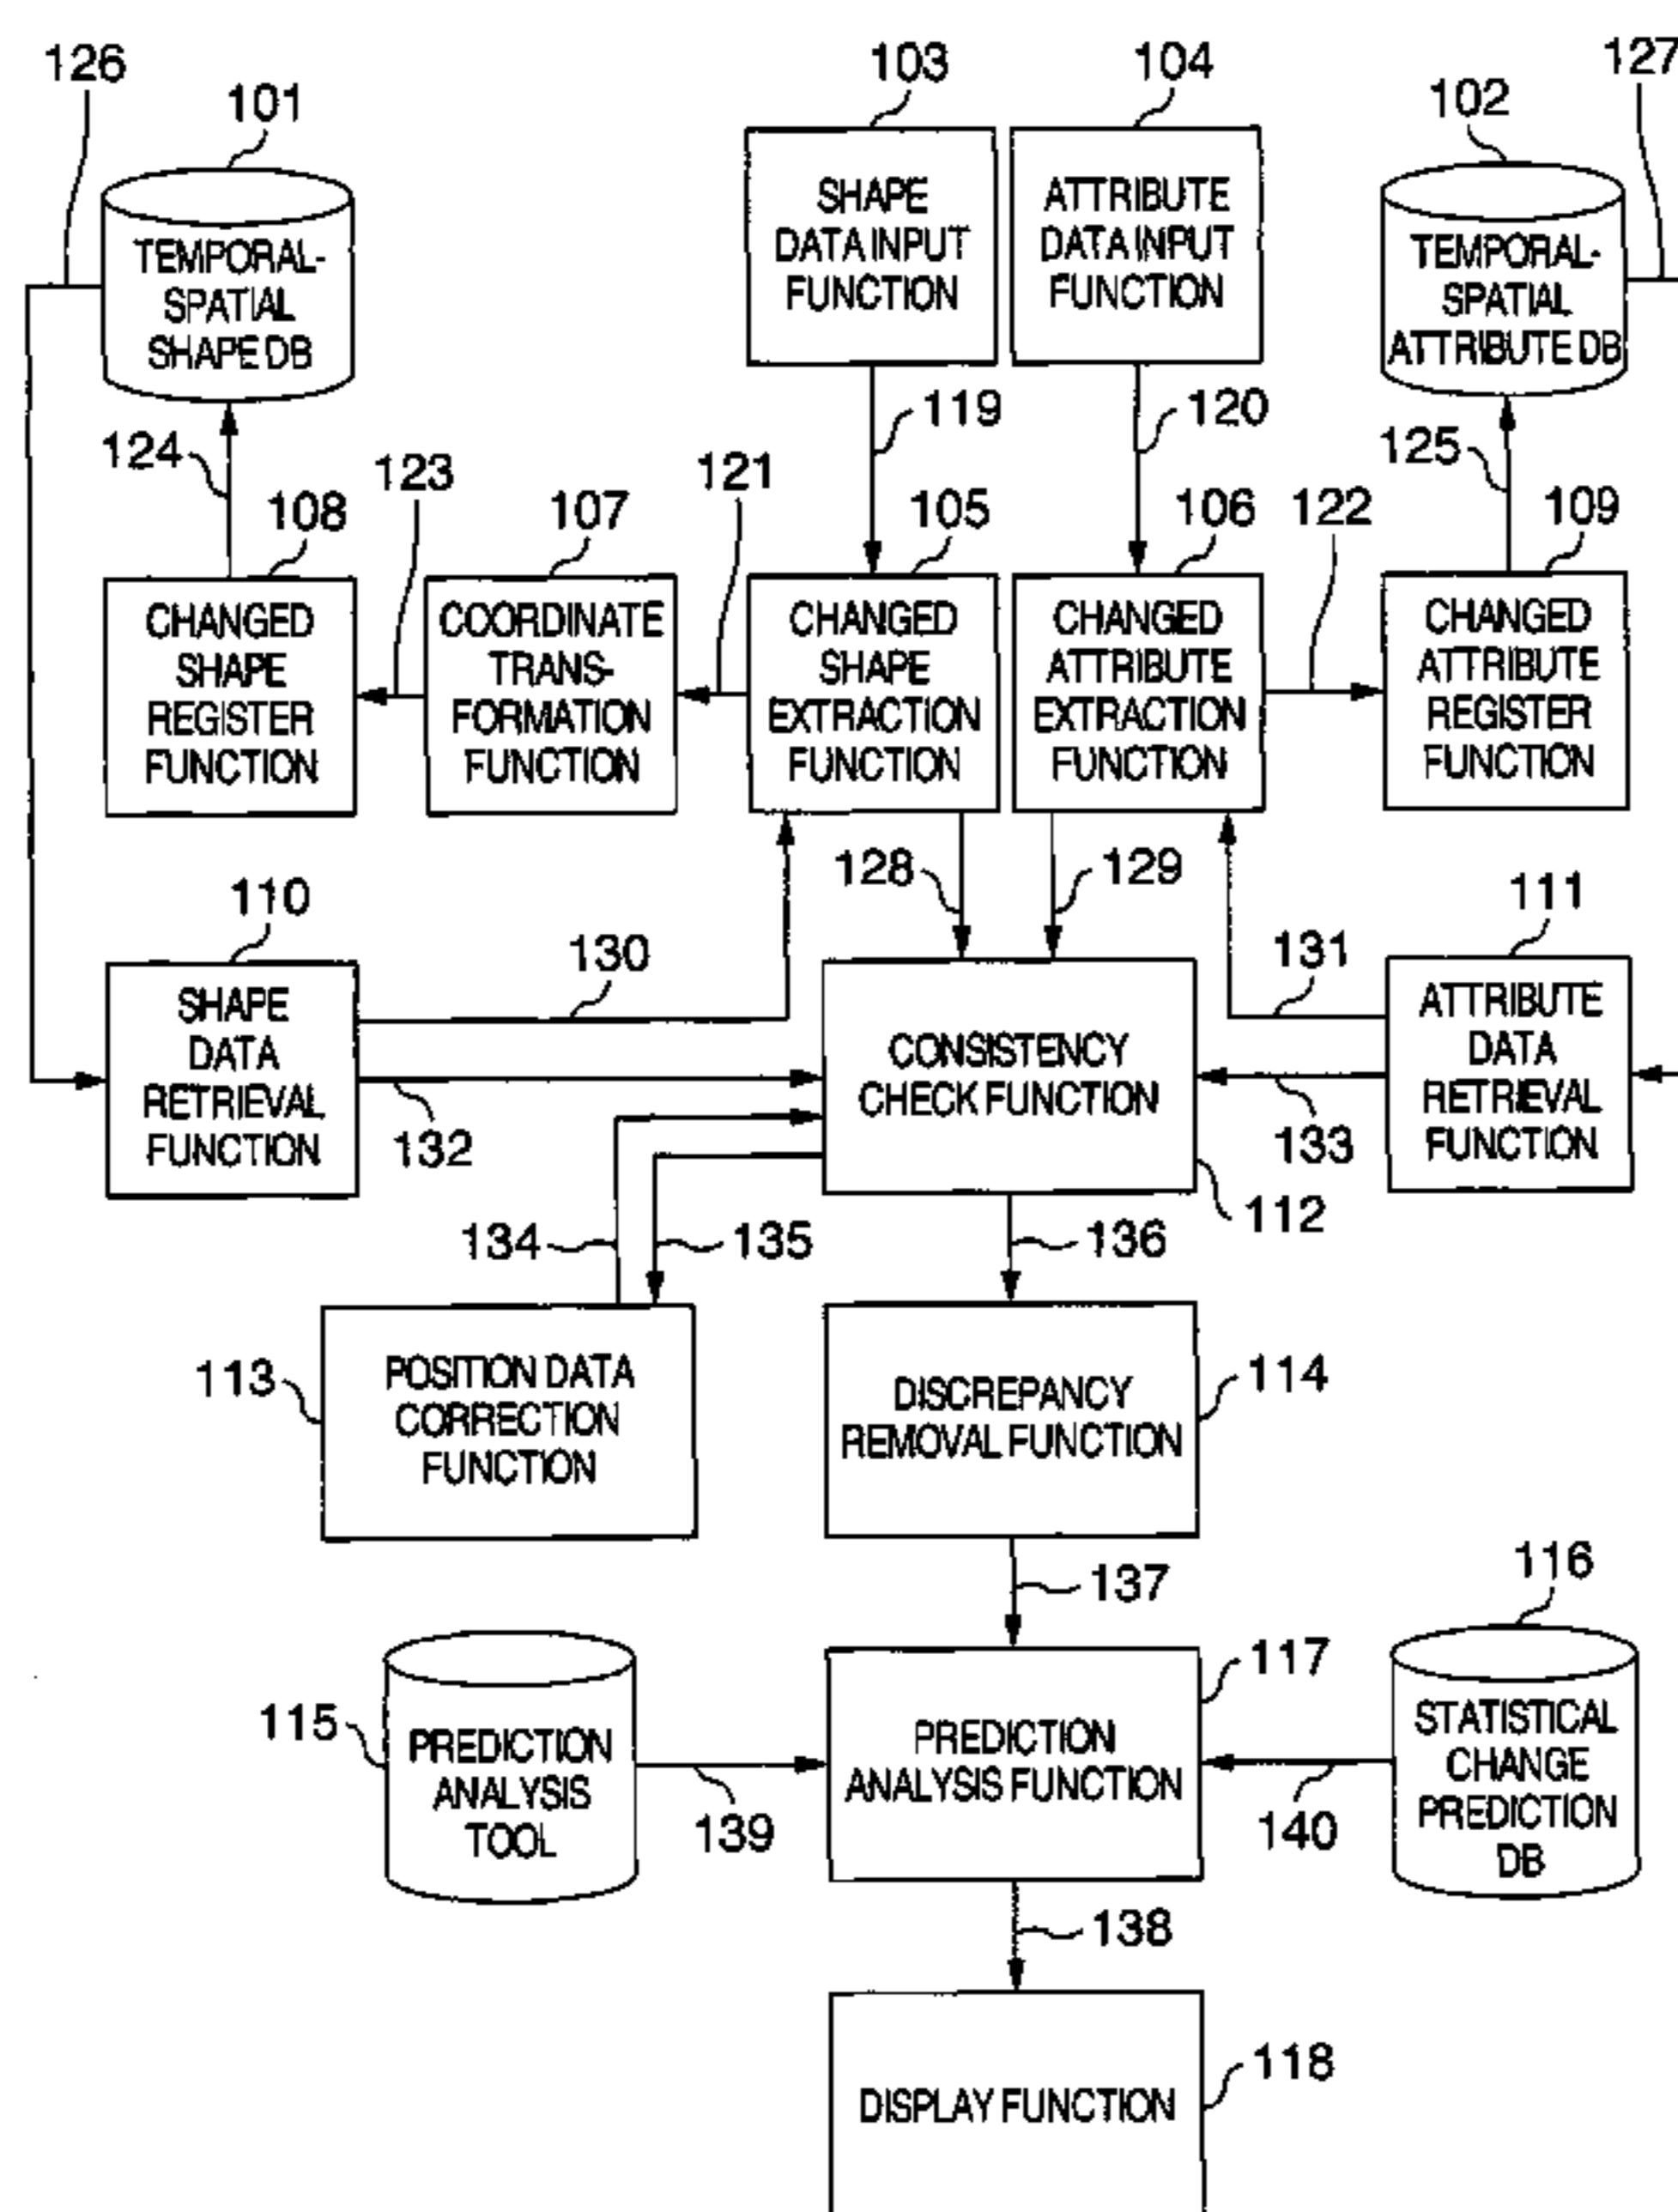 126
101
103
104
102
127
TEMPORAL-
SPATIAL
SHAPE DB
SHAPE
DATA INPUT
FUNCTION
ATTRIBUTE
DATA INPUT
FUNCTION
TEMPORAL-
SPATIAL
ATTRIBUTE DB
124
123
121
119
120
125
108
107
105
106
122
109
CHANGED
SHAPE
REGISTER
FUNCTION
COORDINATE
TRANS-
FORMATION
FUNCTION
CHANGED
SHAPE
EXTRACTION
FUNCTION
CHANGED
ATTRIBUTE
EXTRACTION
FUNCTION
CHANGED
ATTRIBUTE
REGISTER
FUNCTION
128
129
110
130
131
111
SHAPE
DATA
RETRIEVAL
FUNCTION
CONSISTENCY
CHECK FUNCTION
ATTRIBUTE
DATA
RETRIEVAL
FUNCTION
132
133
112
134
135
136
113
POSITION DATA
CORRECTION
FUNCTION
DISCREPANCY
REMOVAL FUNCTION
114
137
116
115
PREDICTION
ANALYSIS
TOOL
139
PREDICTION
ANALYSIS FUNCTION
117
140
STATISTICAL
CHANGE
PREDICTION
DB
138
DISPLAY FUNCTION
118